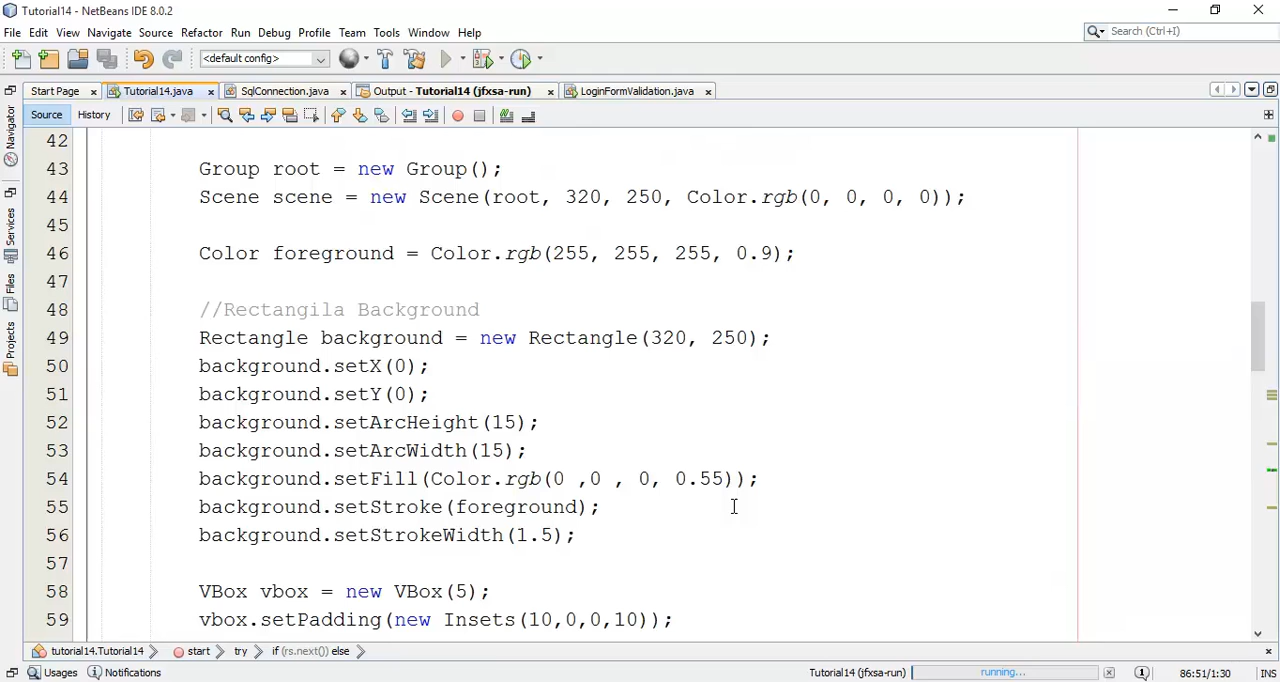 Tutorial14 - NetBeans IDE 8.0.2
File Edit View Navigate Source Refactor Run Debug Profile Team Tools Window Help
Search (Ctrl+I)
<default config>
Start Page Tutorial14.java SqlConnection.java Output - Tutorial14 (jfxsa-run) LoginFormValidation.java
Source History
Navigator
Services
Files
Projects
42
43 Group root = new Group();
44 Scene scene = new Scene(root, 320, 250, Color.rgb(0, 0, 0, 0));
45
46 Color foreground = Color.rgb(255, 255, 255, 0.9);
47
48 //Rectangila Background
49 Rectangle background = new Rectangle(320, 250);
50 background.setX(0);
51 background.setY(0);
52 background.setArcHeight(15);
53 background.setArcWidth(15);
54 background.setFill(Color.rgb(0 ,0 , 0, 0.55));
55 background.setStroke(foreground);
56 background.setStrokeWidth(1.5);
57
58 VBox vbox = new VBox(5);
59 vbox.setPadding(new Insets(10,0,0,10));
tutorial14.Tutorial14 start try if (rs.next()) else
Usages Notifications Tutorial14 (jfxsa-run) running... 1 86:51/1:30 INS